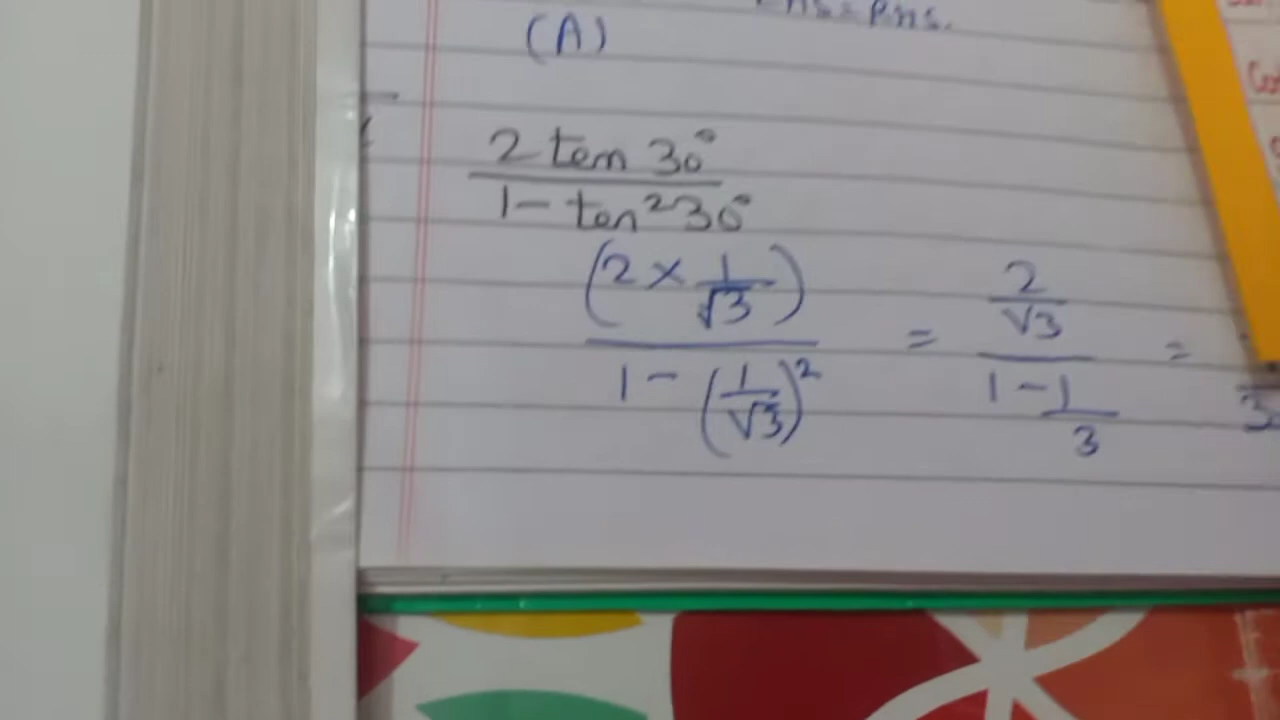 (A)
2 tan 30°
1 - tan² 30°
(2 × 1/√3) / 1 - (1/√3)² = 2/√3 / 1 - 1/3 =